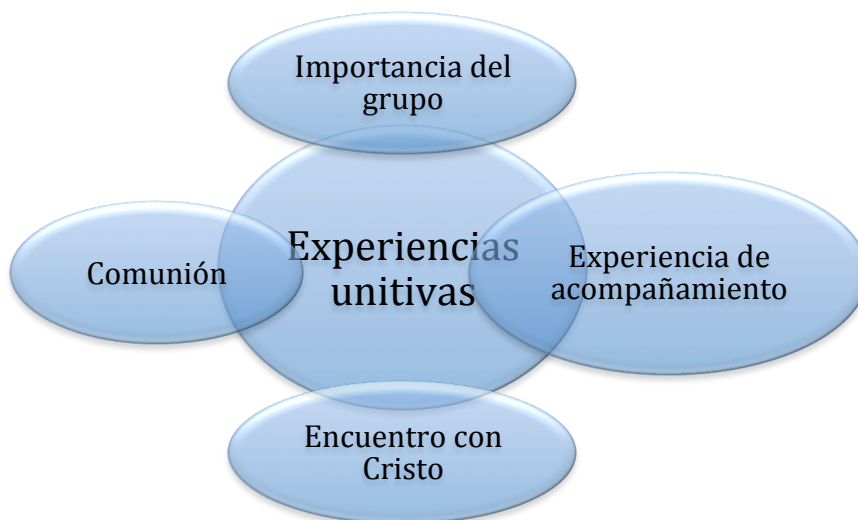 Importancia del
grupo
Comunión
Experiencias
unitivas
Experiencia de
acompañamiento
Encuentro con
Cristo